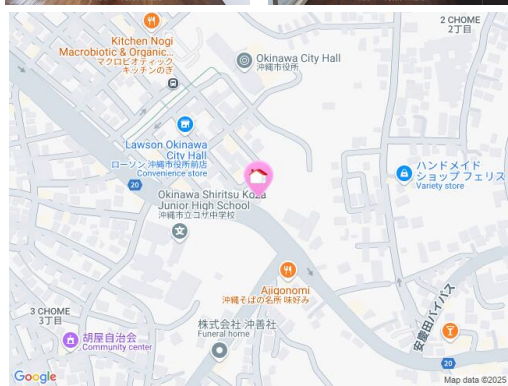 2 CHOME
2丁目
Kitchen Nogi
Macrobiotic & Organic...
マクロビオティック
キッチンのぎ
Okinawa City Hall
沖縄市役所
Lawson Okinawa
City Hall
ローソン 沖縄市役所前店
Convenience store
ハンドメイド
ショップ フェリス
Variety store
20
Okinawa Shiritsu Koza
Junior High School
沖縄市立コザ中学校
Ajigonomi
沖縄そばの名所 味好み
3 CHOME
3丁目
胡屋自治会
Community center
株式会社 沖善社
Funeral home
安慶田バイパス
20
Google
Map data ©2025